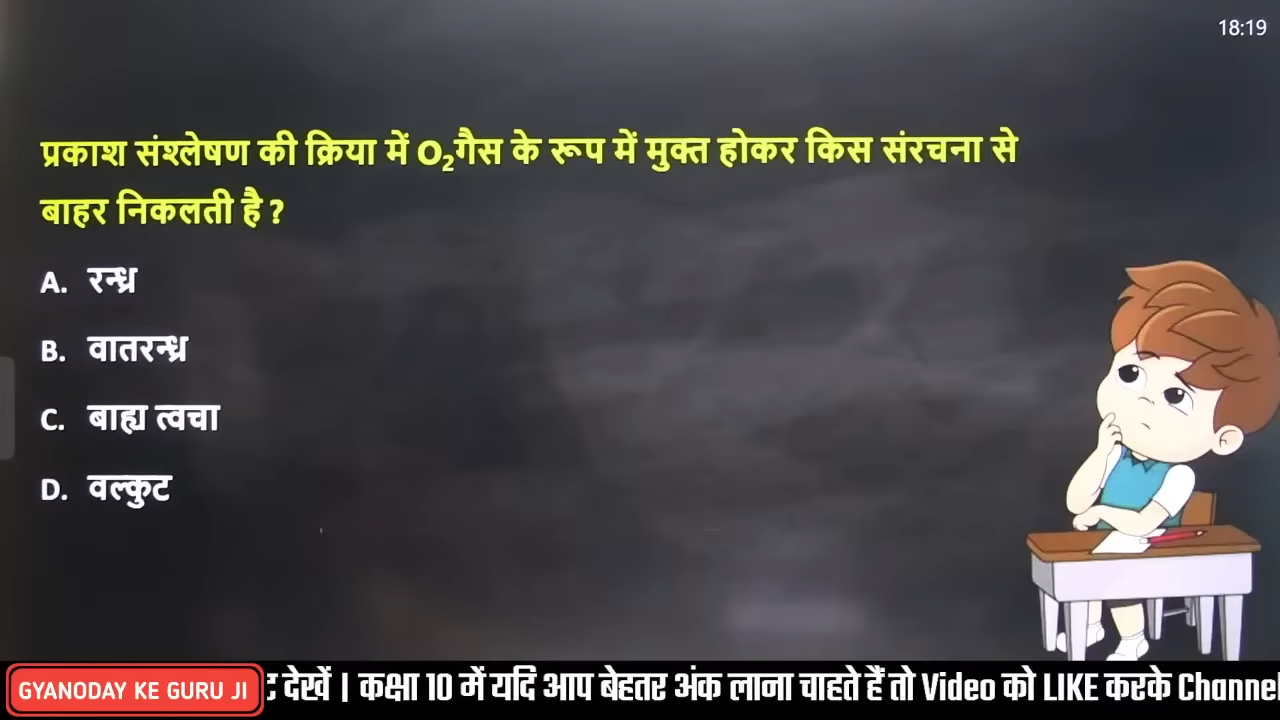 18:19
प्रकाश संश्लेषण की क्रिया में O₂गैस के रूप में मुक्त होकर किस संरचना से
बाहर निकलती है ?
A. रन्ध्र
B. वातरन्ध्र
C. बाह्य त्वचा
D. वल्कुट
GYANODAY KE GURU JI
देखें | कक्षा 10 में यदि आप बेहतर अंक लाना चाहते हैं तो Video को LIKE करके Channel